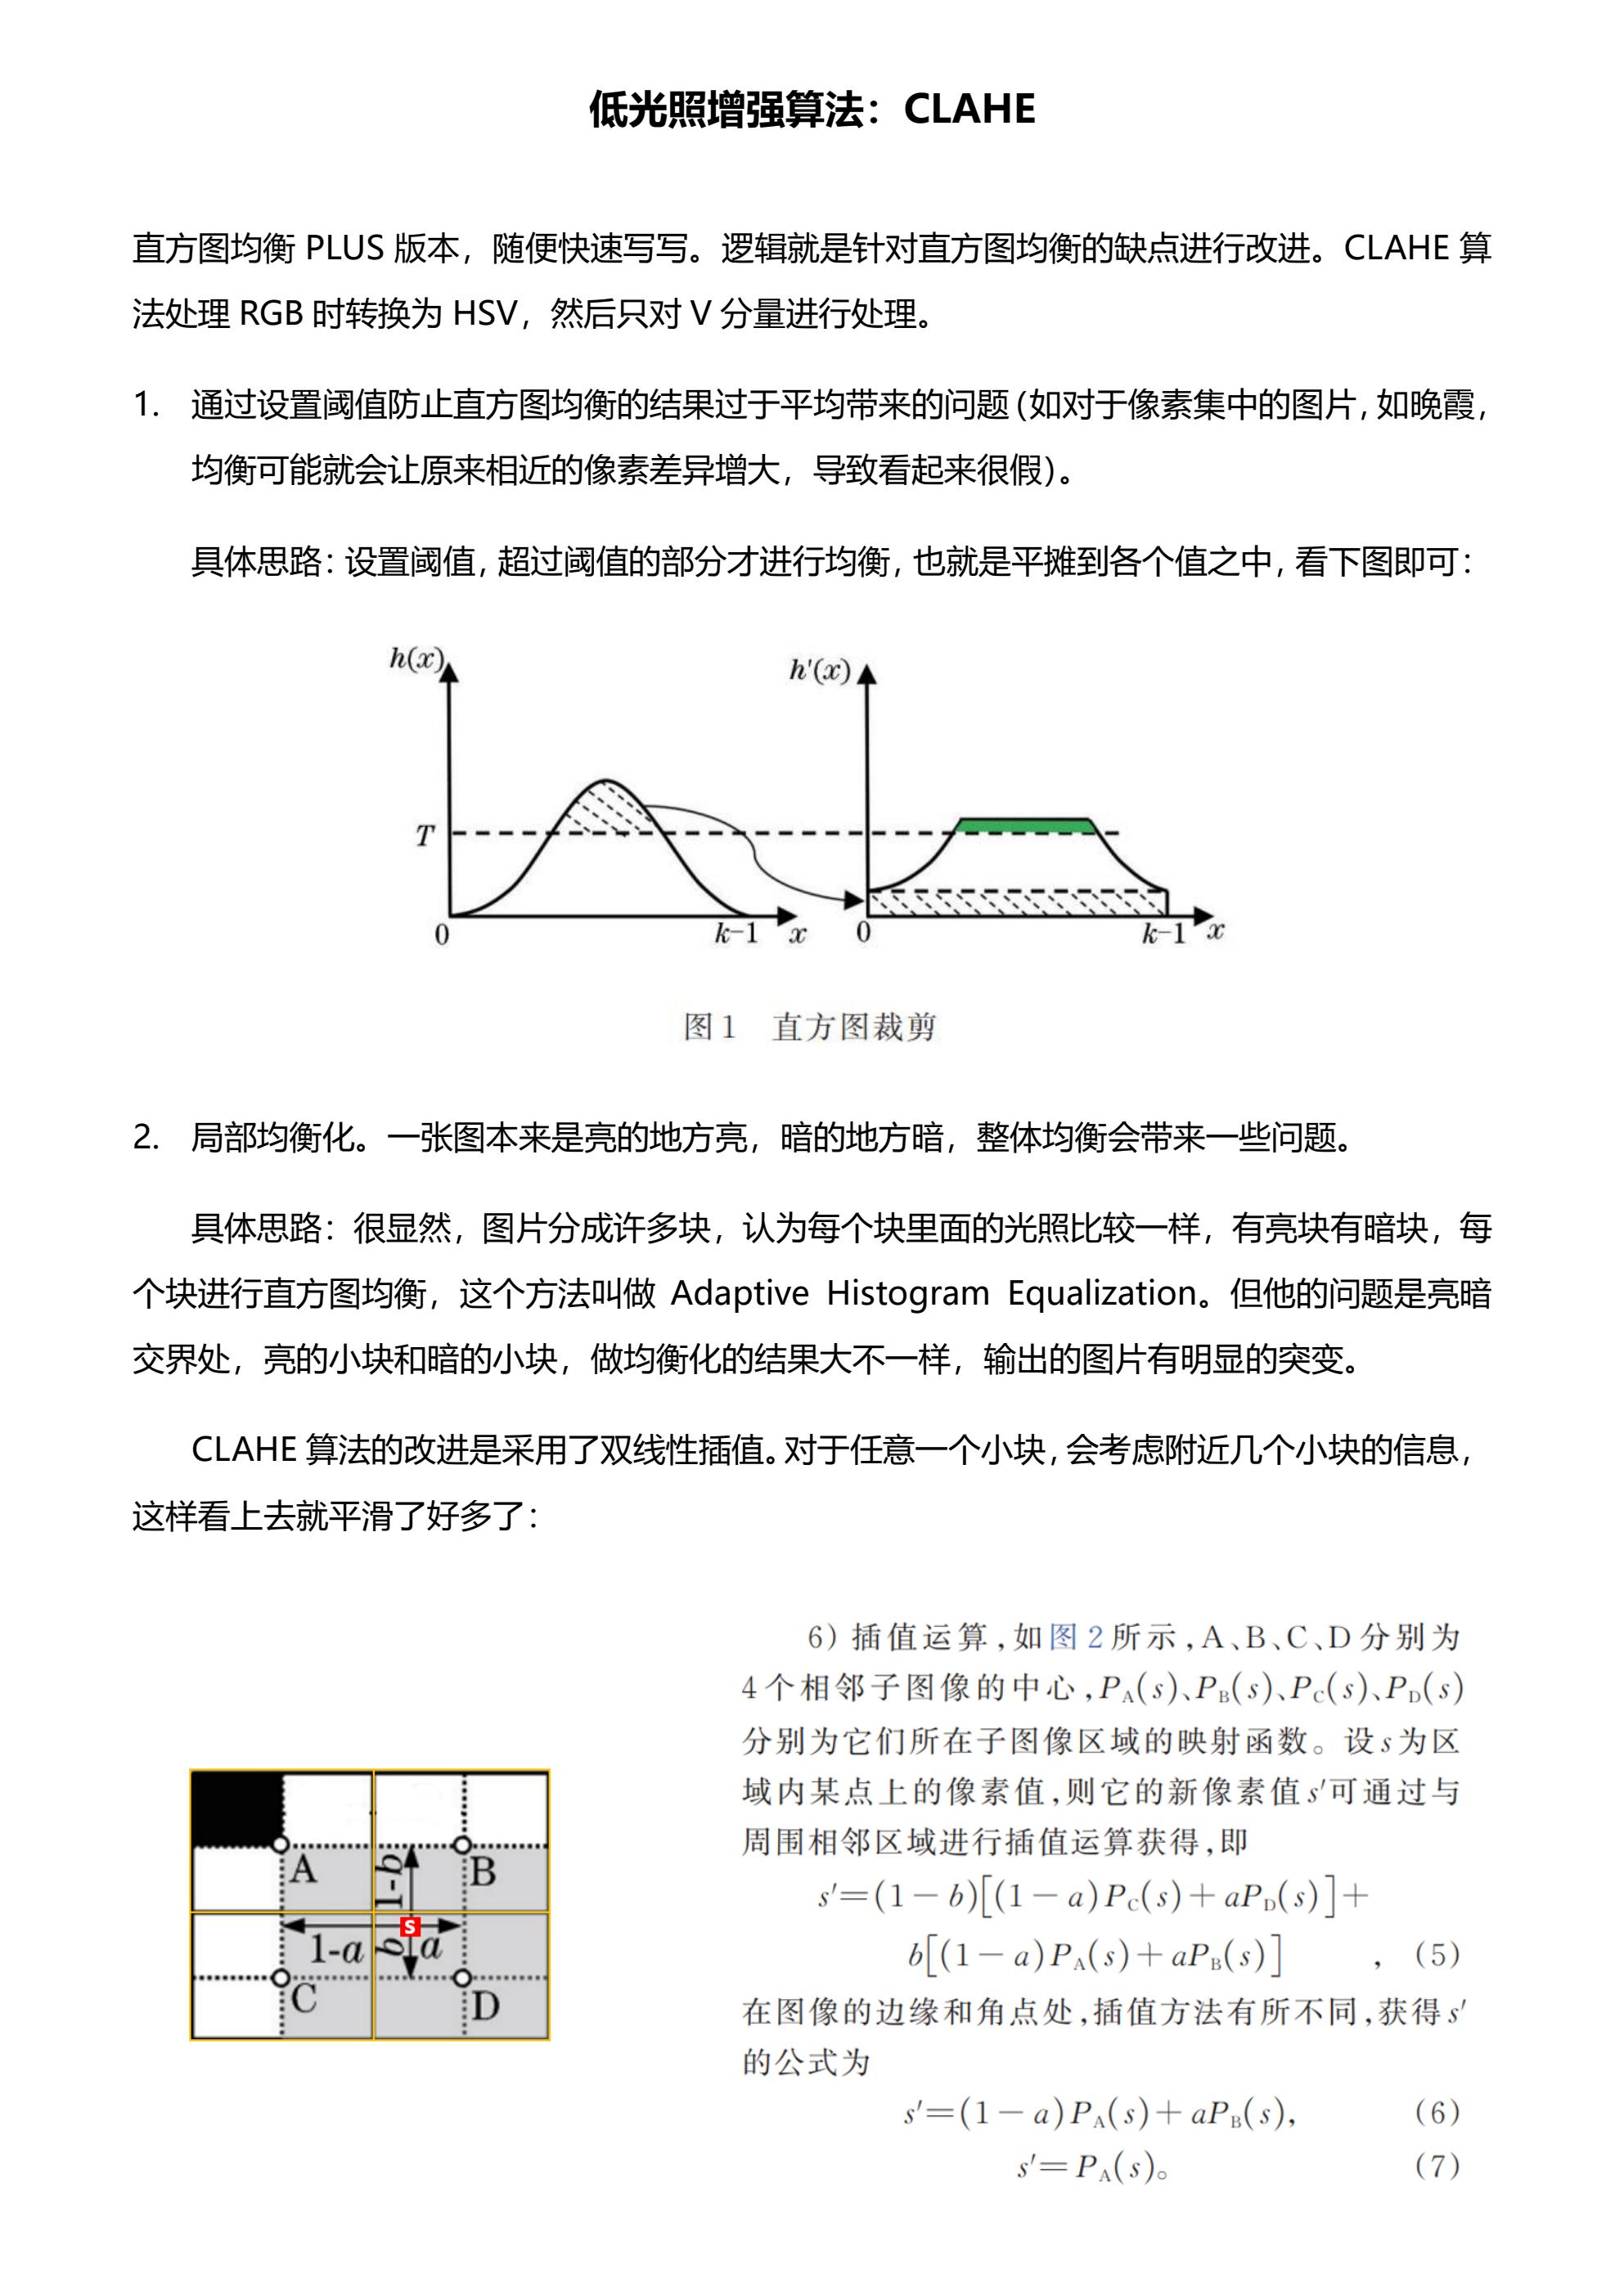 低光照增强算法：CLAHE
直方图均衡 PLUS 版本，随便快速写写。逻辑就是针对直方图均衡的缺点进行改进。CLAHE 算
法处理 RGB 时转换为 HSV，然后只对 V 分量进行处理。
1. 通过设置阈值防止直方图均衡的结果过于平均带来的问题（如对于像素集中的图片，如晚霞，
均衡可能就会让原来相近的像素差异增大，导致看起来很假）。
具体思路：设置阈值，超过阈值的部分才进行均衡，也就是平摊到各个值之中，看下图即可：
h(x)
h'(x)
T
0
k-1
x
0
k-1
x
图1 直方图裁剪
2. 局部均衡化。一张图本来是亮的地方亮，暗的地方暗，整体均衡会带来一些问题。
具体思路：很显然，图片分成许多块，认为每个块里面的光照比较一样，有亮块有暗块，每
个块进行直方图均衡，这个方法叫做 Adaptive Histogram Equalization。但他的问题是亮暗
交界处，亮的小块和暗的小块，做均衡化的结果大不一样，输出的图片有明显的突变。
CLAHE 算法的改进是采用了双线性插值。对于任意一个小块，会考虑附近几个小块的信息，
这样看上去就平滑了好多了：
A
B
1-b
s
1-a
b
a
C
D
6) 插值运算,如图2所示,A、B、C、D分别为
4个相邻子图像的中心,P_A(s)、P_B(s)、P_C(s)、P_D(s)
分别为它们所在子图像区域的映射函数。设s为区
域内某点上的像素值,则它的新像素值s′可通过与
周围相邻区域进行插值运算获得,即
s′=(1-b)[(1-a)P_C(s)+aP_D(s)]+
b[(1-a)P_A(s)+aP_B(s)] , (5)
在图像的边缘和角点处,插值方法有所不同,获得s′
的公式为
s′=(1-a)P_A(s)+aP_B(s), (6)
s′=P_A(s)。 (7)